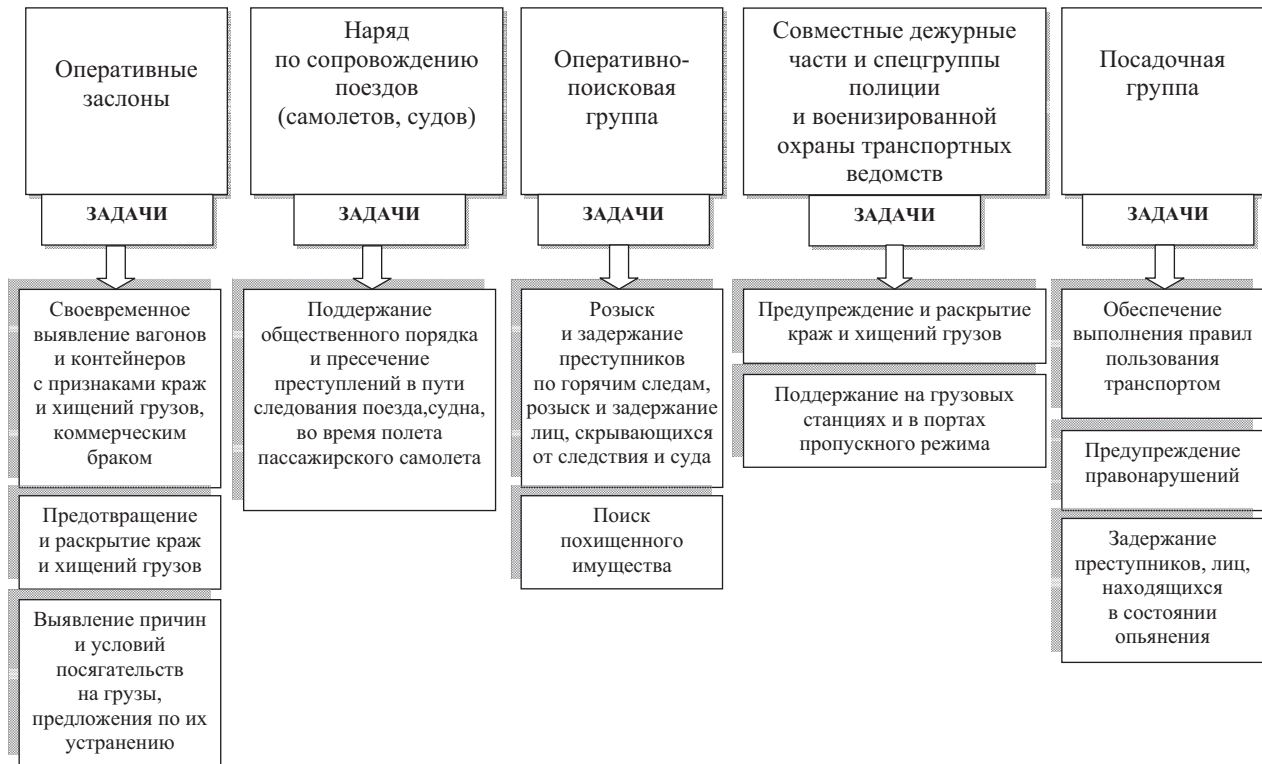 Оперативные
заслоны
ЗАДАЧИ
Своевременное
выявление вагонов
и контейнеров
с признаками краж
и хищений грузов,
коммерческим
браком
Предотвращение
и раскрытие краж
и хищений грузов
Выявление причин
и условий
посягательств
на грузы,
предложения по их
устранению
Наряд
по сопровождению
поездов
(самолетов, судов)
ЗАДАЧИ
Поддержание
общественного порядка
и пресечение
преступлений в пути
следования поезда,судна,
во время полета
пассажирского самолета
Оперативно-
поисковая
группа
ЗАДАЧИ
Розыск
и задержание
преступников
по горячим следам,
розыск и задержание
лиц, скрывающихся
от следствия и суда
Поиск
похищенного
имущества
Совместные дежурные
части и спецгруппы
полиции
и военизированной
охраны транспортных
ведомств
ЗАДАЧИ
Предупреждение и раскрытие
краж и хищений грузов
Поддержание на грузовых
станциях и в портах
пропускного режима
Посадочная
группа
ЗАДАЧИ
Обеспечение
выполнения правил
пользования
транспортом
Предупреждение
правонарушений
Задержание
преступников, лиц,
находящихся
в состоянии
опьянения